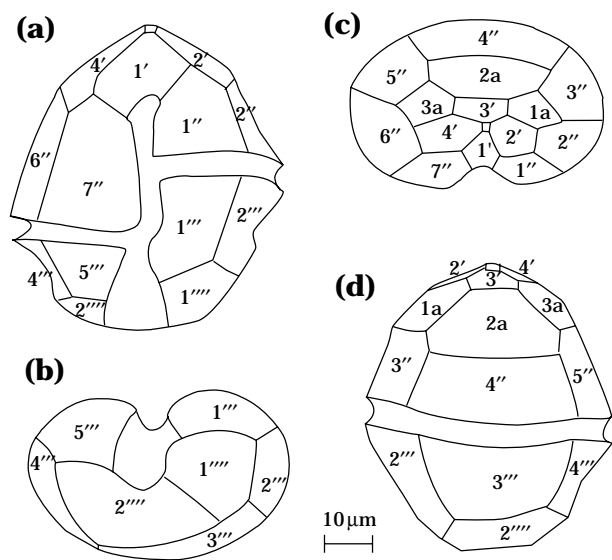 (a)
4′ 1′ 2′
1″ 2″
6″ 7″
1‴ 2‴
4‴ 5‴
2⁗ 1⁗
(b)
5‴ 1‴
4‴ 1⁗ 2‴
2⁗
3‴
(c)
4″
5″ 2a 3″
3a 3′ 1a
6″ 4′ 2′ 2″
7″ 1' 1″
(d)
2′ 3′ 4′
1a 2a 3a
3″ 4″ 5″
2‴ 3‴ 4‴
2⁗
10 µm